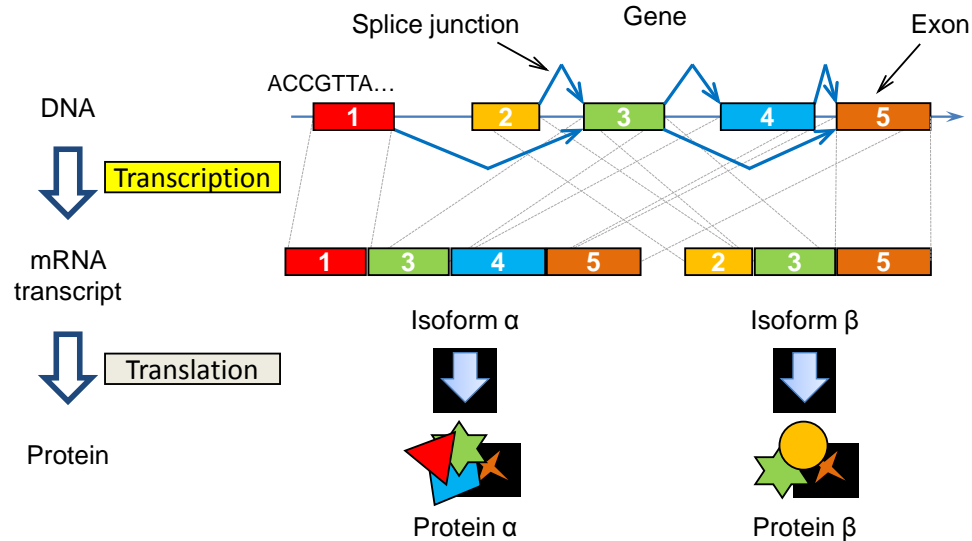 Splice junction
Gene
Exon
ACCGTTA…
DNA
1 2 3 4 5
Transcription
mRNA
transcript
1 3 4 5
2 3 5
Isoform α
Isoform β
Translation
Protein
Protein α
Protein β